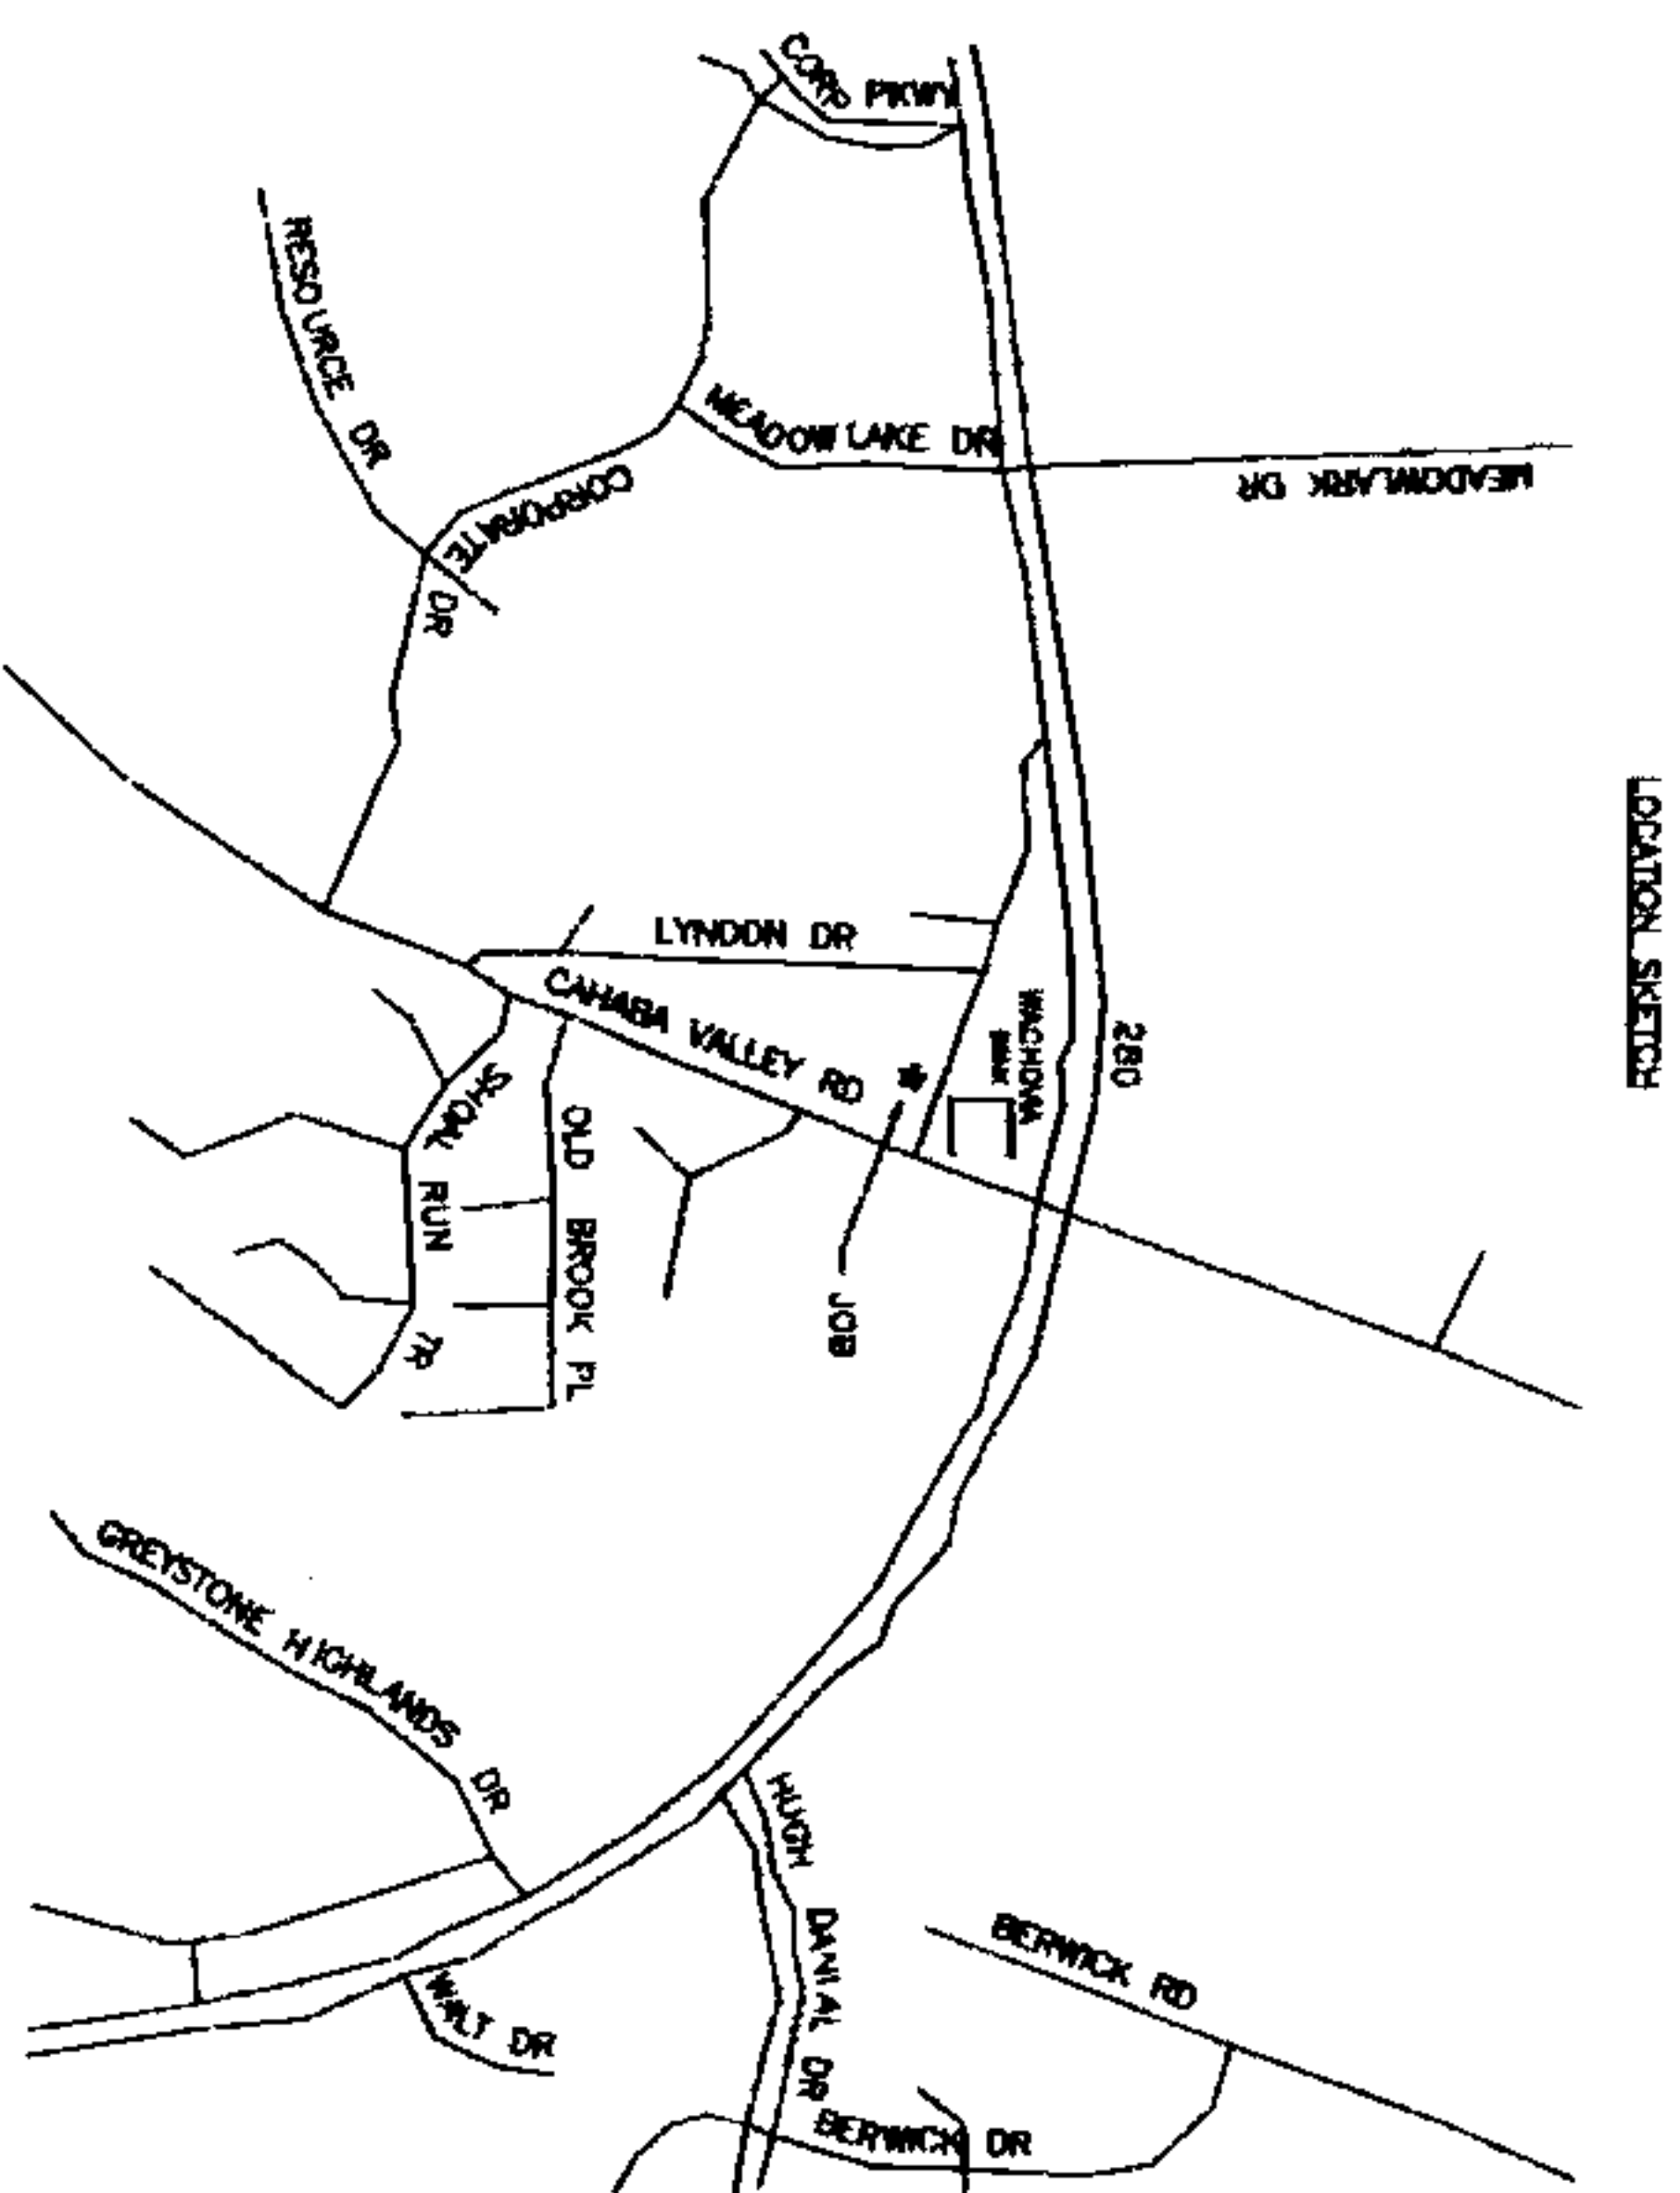 CORP PKWY
RESOURCE DR
MEADOW LAKE DR
MEADOWLARK DR
CORPORATE DR
LOCATION SKETCH
LYNDON DR
CAHABA VALLEY RD
WACHOVIA
BANK
280
SHOAL RUN TR
OLD BROOK PL
JOB
GREYSTONE HIGHLANDS DR
HUGH DANIAL DR
BERWICK RD
WALT DR
BERWICK DR